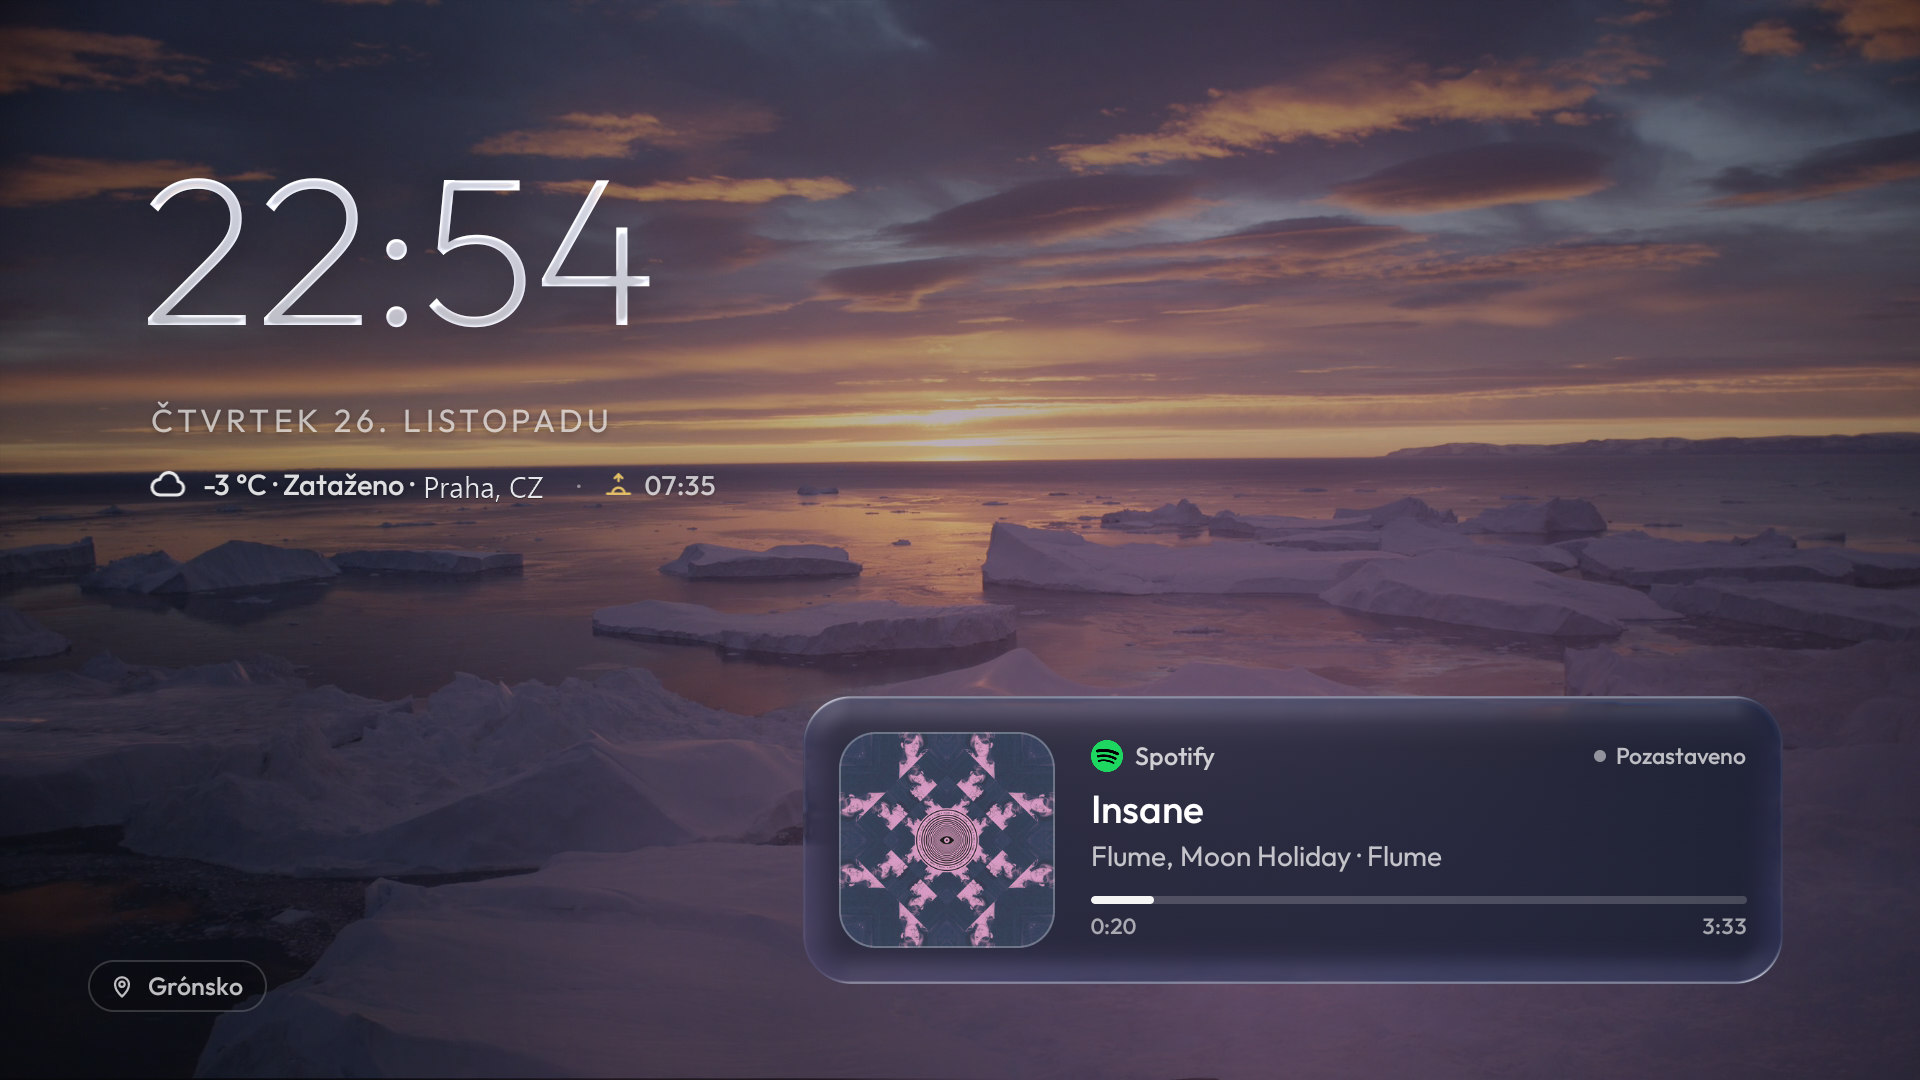 22:54
ČTVRTEK 26. LISTOPADU
-3 °C · Zataženo · Praha, CZ · 07:35
Spotify
Pozastaveno
Insane
Flume, Moon Holiday · Flume
0:20
3:33
Grónsko